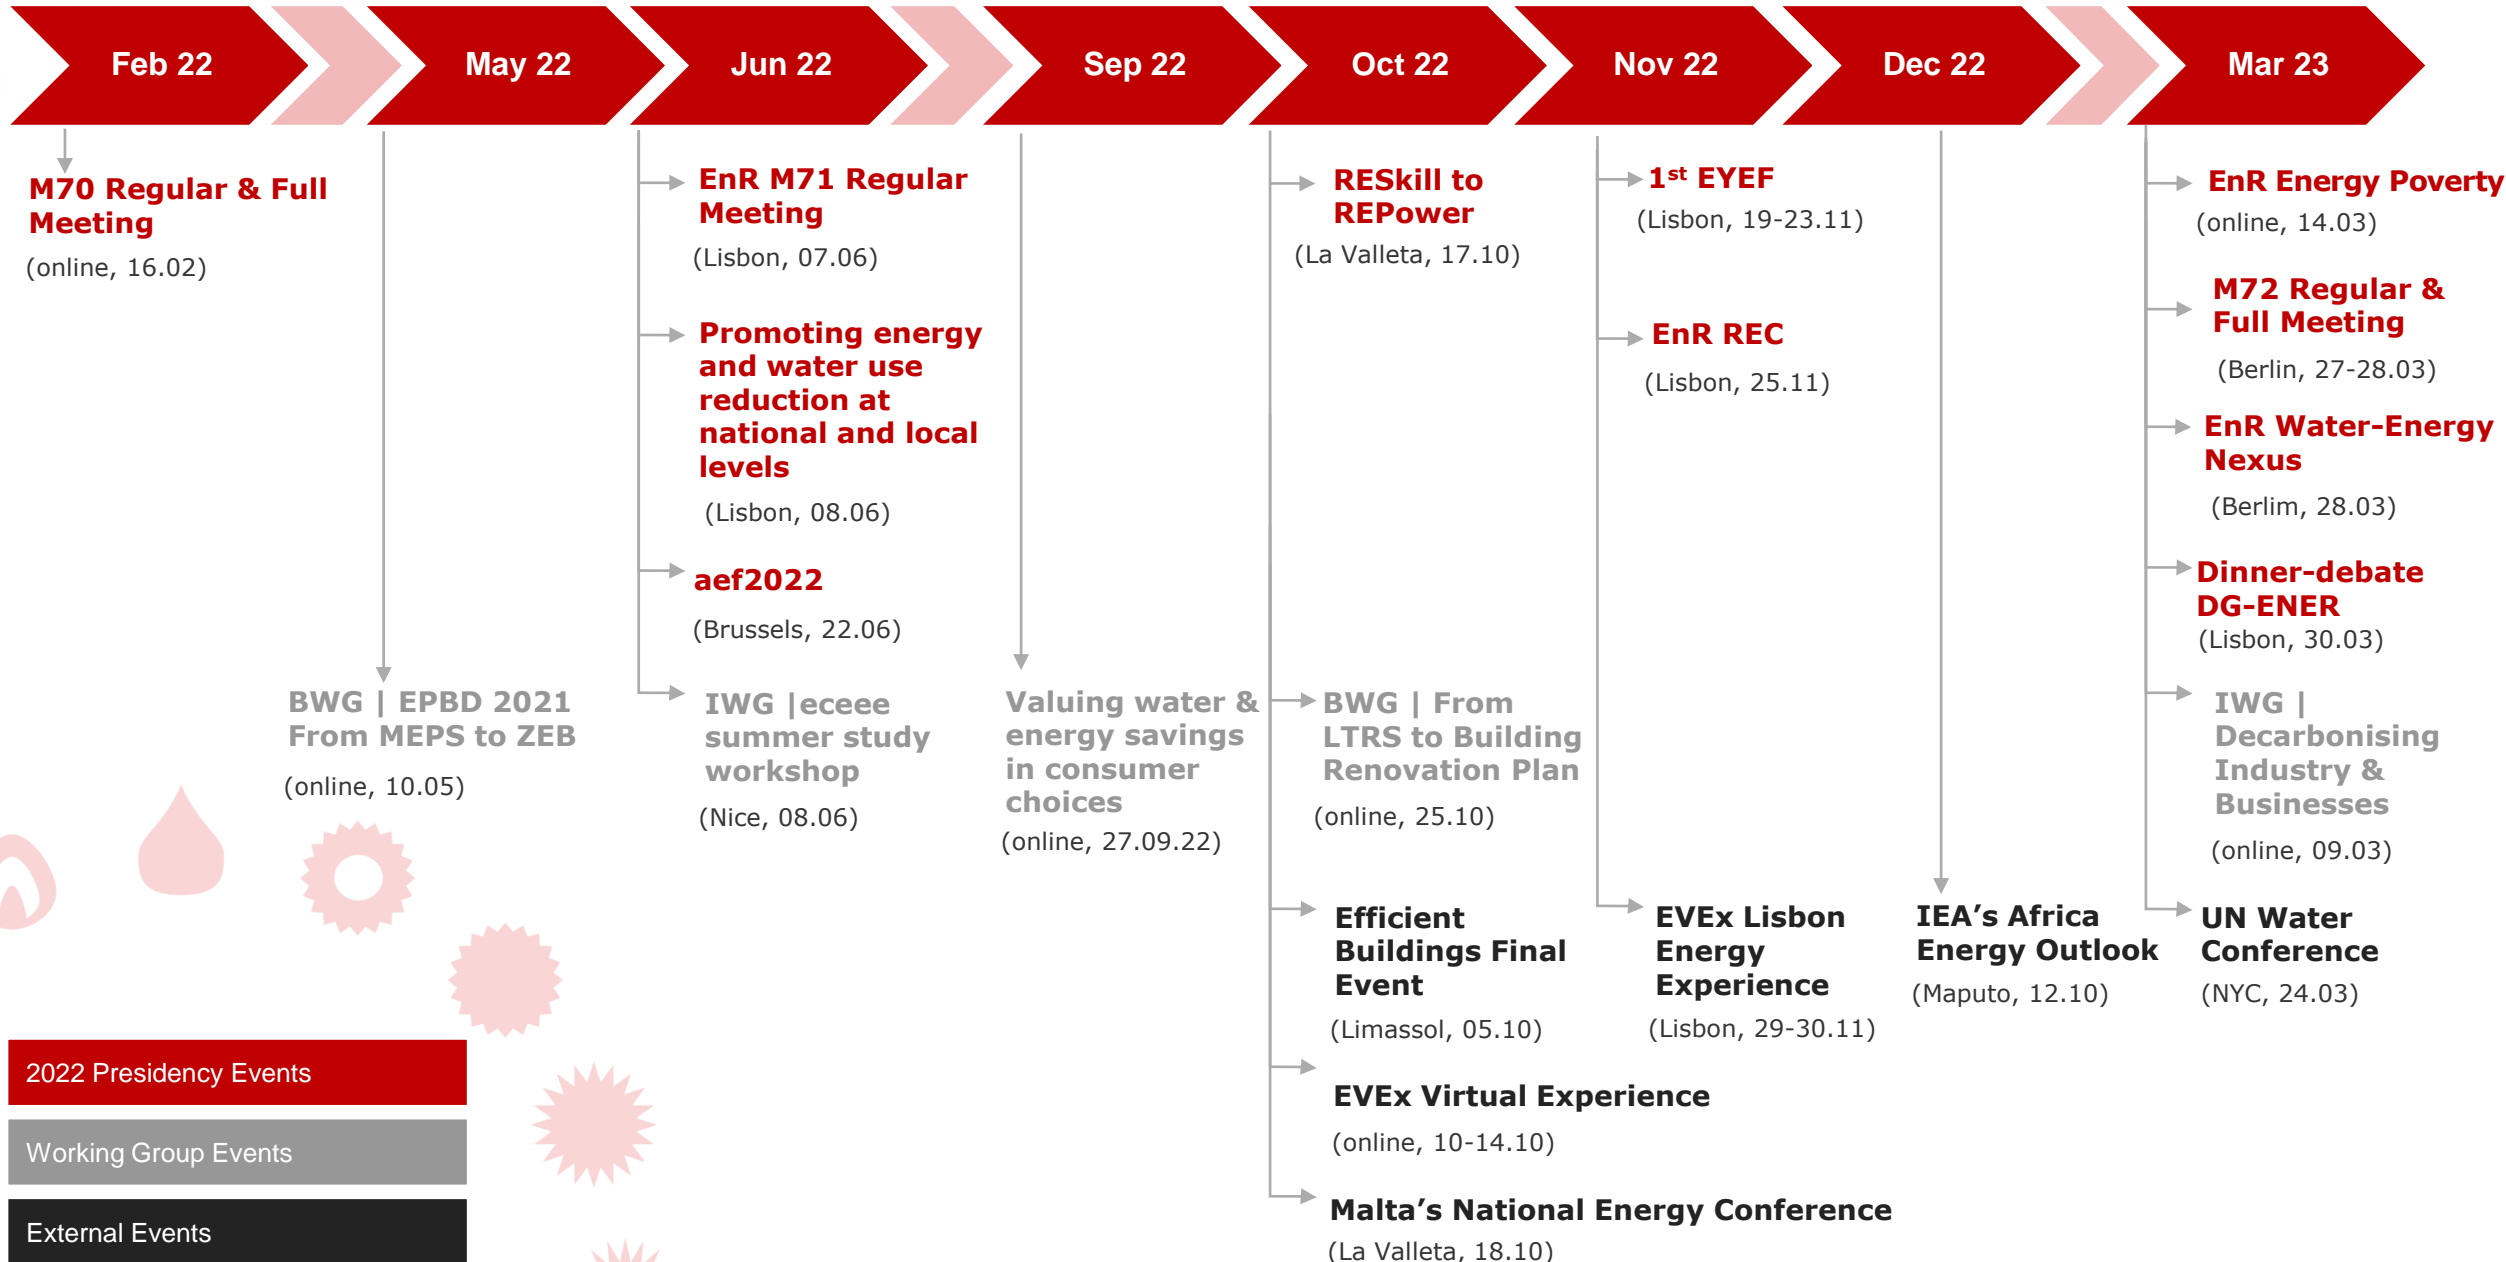 Feb 22
May 22
Jun 22
Sep 22
Oct 22
Nov 22
Dec 22
Mar 23
M70 Regular & Full
Meeting
(online, 16.02)
BWG | EPBD 2021
From MEPS to ZEB
(online, 10.05)
EnR M71 Regular
Meeting
(Lisbon, 07.06)
Promoting energy
and water use
reduction at
national and local
levels
(Lisbon, 08.06)
aef2022
(Brussels, 22.06)
IWG |eceee
summer study
workshop
(Nice, 08.06)
Valuing water &
energy savings
in consumer
choices
(online, 27.09.22)
RESkill to
REPower
(La Valleta, 17.10)
BWG | From
LTRS to Building
Renovation Plan
(online, 25.10)
Efficient
Buildings Final
Event
(Limassol, 05.10)
EVEx Virtual Experience
(online, 10-14.10)
Malta’s National Energy Conference
(La Valleta, 18.10)
1st EYEF
(Lisbon, 19-23.11)
EnR REC
(Lisbon, 25.11)
EVEx Lisbon
Energy
Experience
(Lisbon, 29-30.11)
IEA’s Africa
Energy Outlook
(Maputo, 12.10)
EnR Energy Poverty
(online, 14.03)
M72 Regular &
Full Meeting
(Berlin, 27-28.03)
EnR Water-Energy
Nexus
(Berlim, 28.03)
Dinner-debate
DG-ENER
(Lisbon, 30.03)
IWG |
Decarbonising
Industry &
Businesses
(online, 09.03)
UN Water
Conference
(NYC, 24.03)
2022 Presidency Events
Working Group Events
External Events